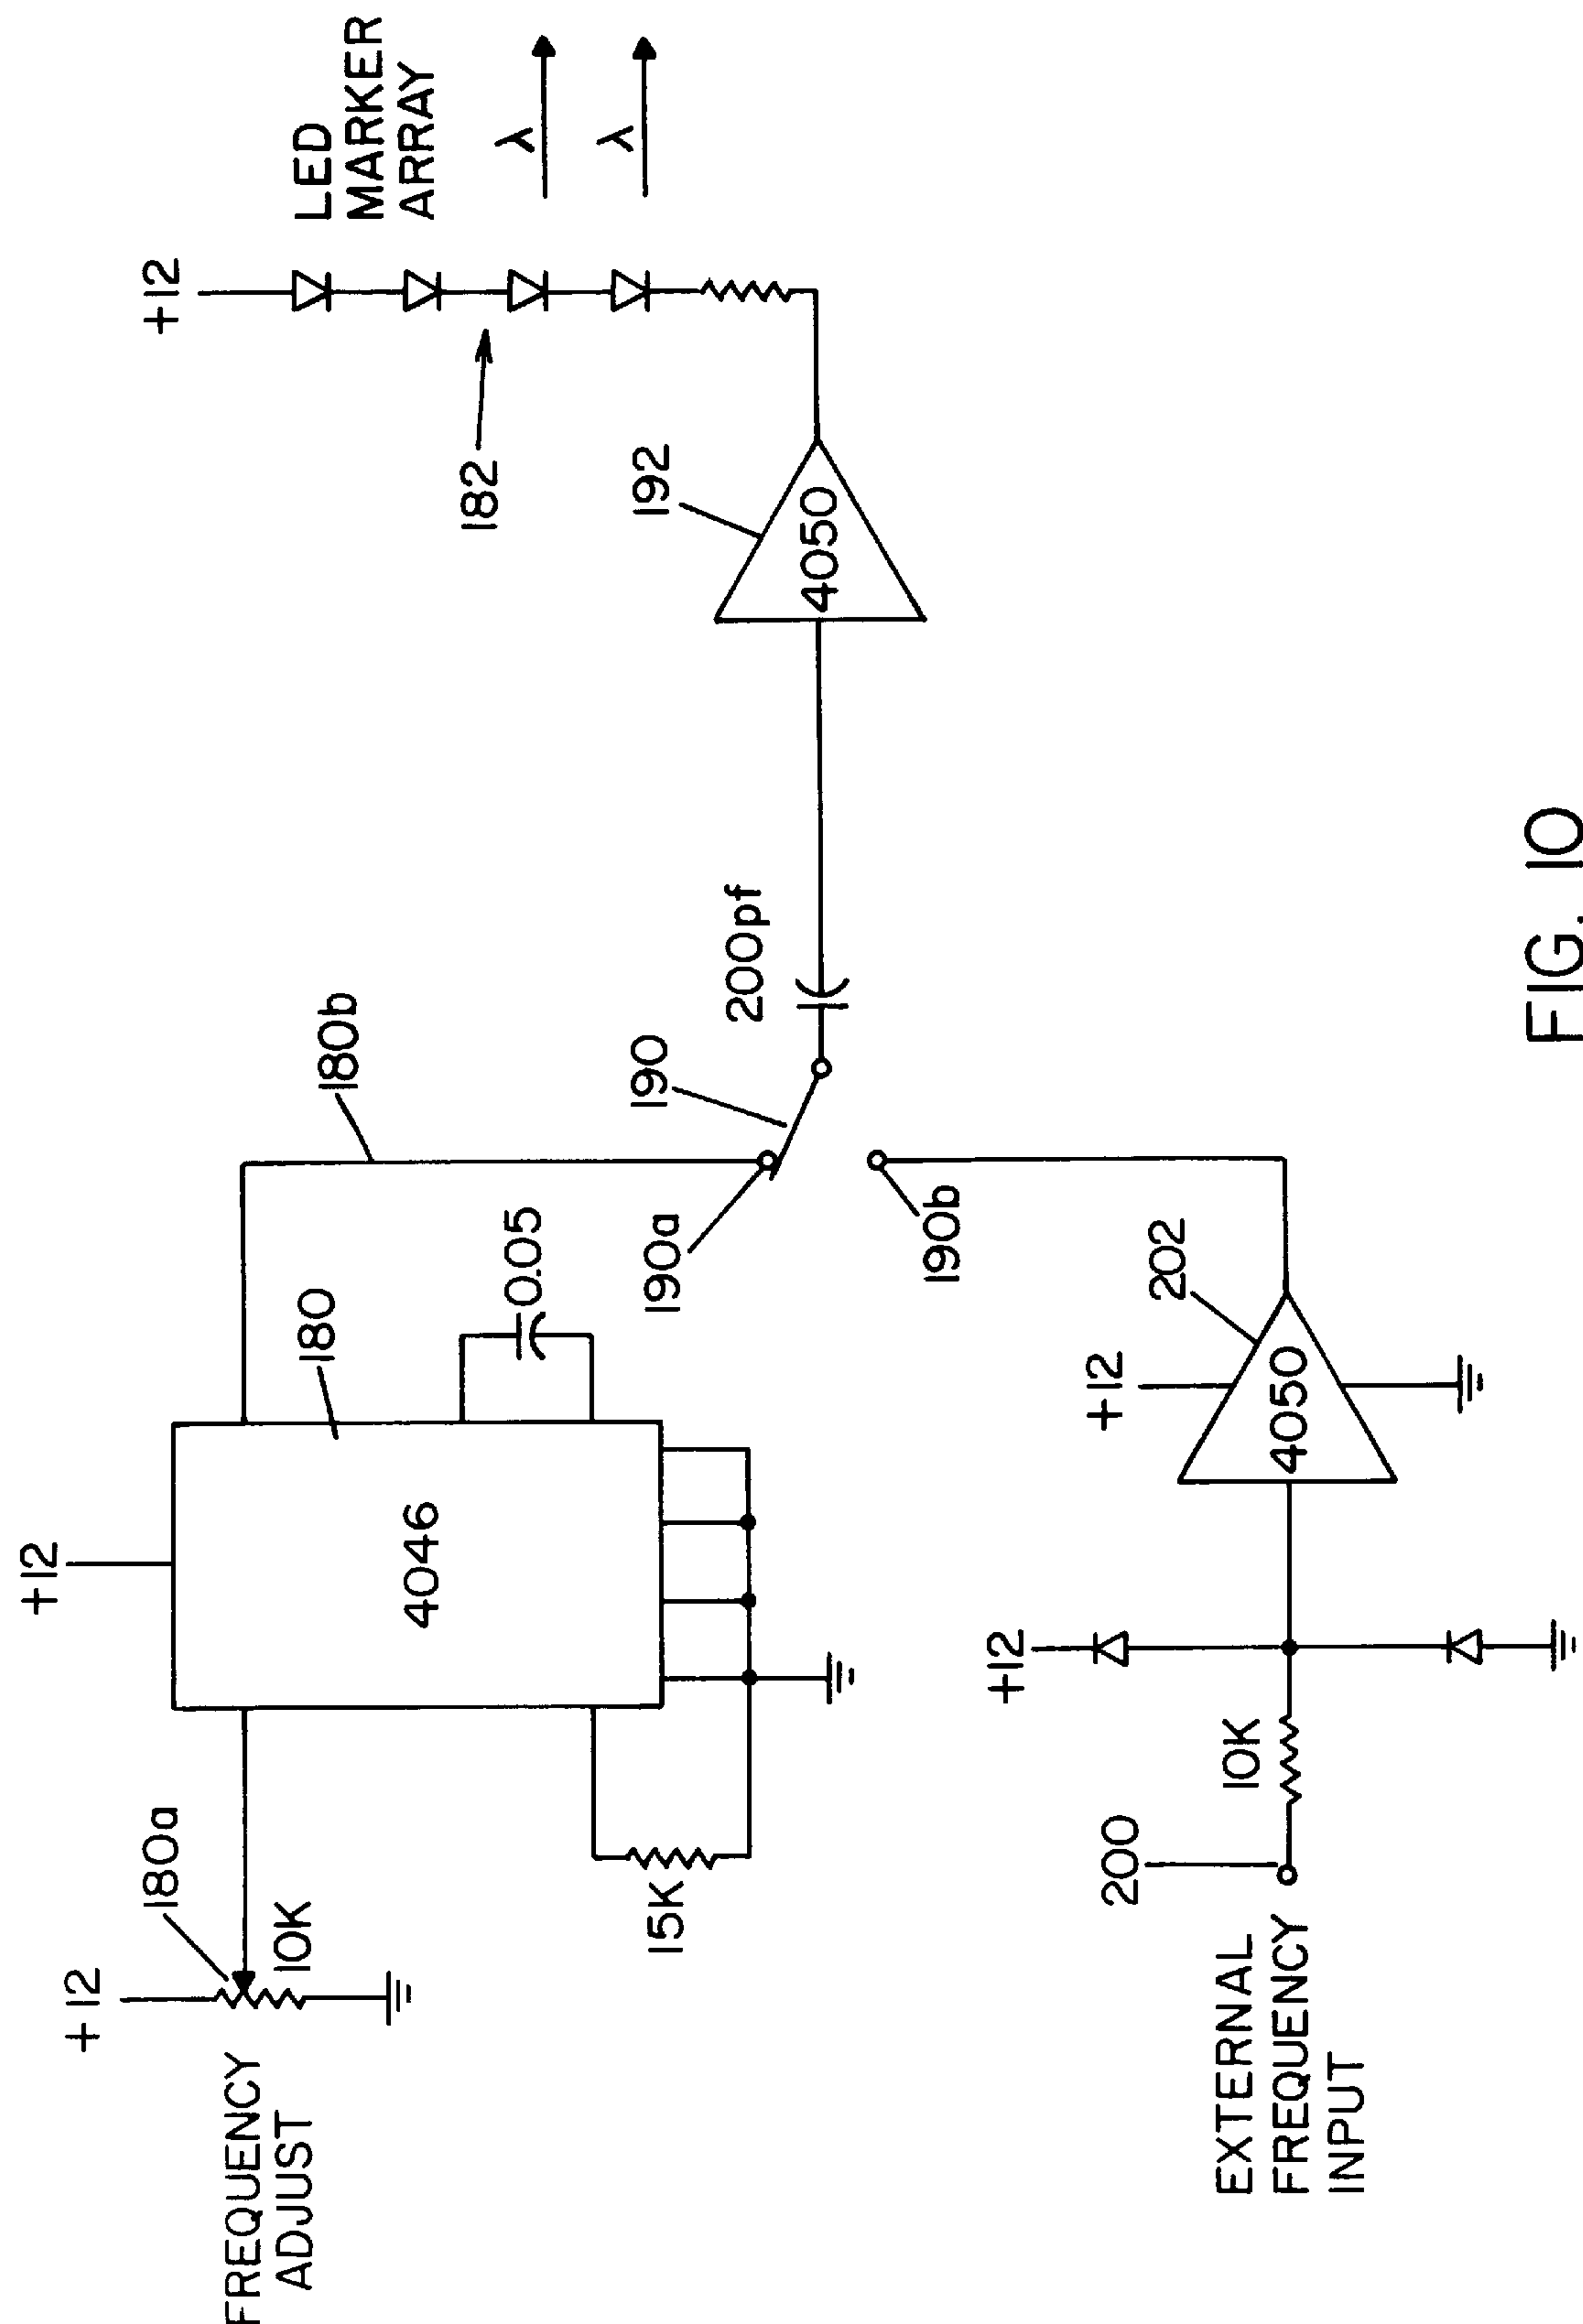 +12
FREQUENCY
ADJUST
180a
10K
+12
4046
180
180b
15K
0.05
190
190a
190b
200pf
192
4050
+12
182
LED
MARKER
ARRAY
λ
λ
EXTERNAL
FREQUENCY
INPUT
200
10K
+12
+12
202
4050
FIG. 10